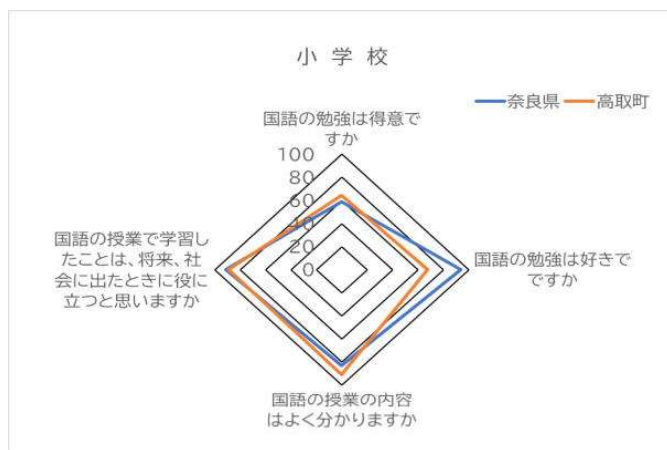 小 学 校
奈良県 高取町
国語の勉強は得意で
すか
100
80
60
40
20
0
国語の勉強は好きで
ですか
国語の授業の内容
はよく分かりますか
国語の授業で学習し
たことは、将来、社
会に出たときに役に
立つと思いますか